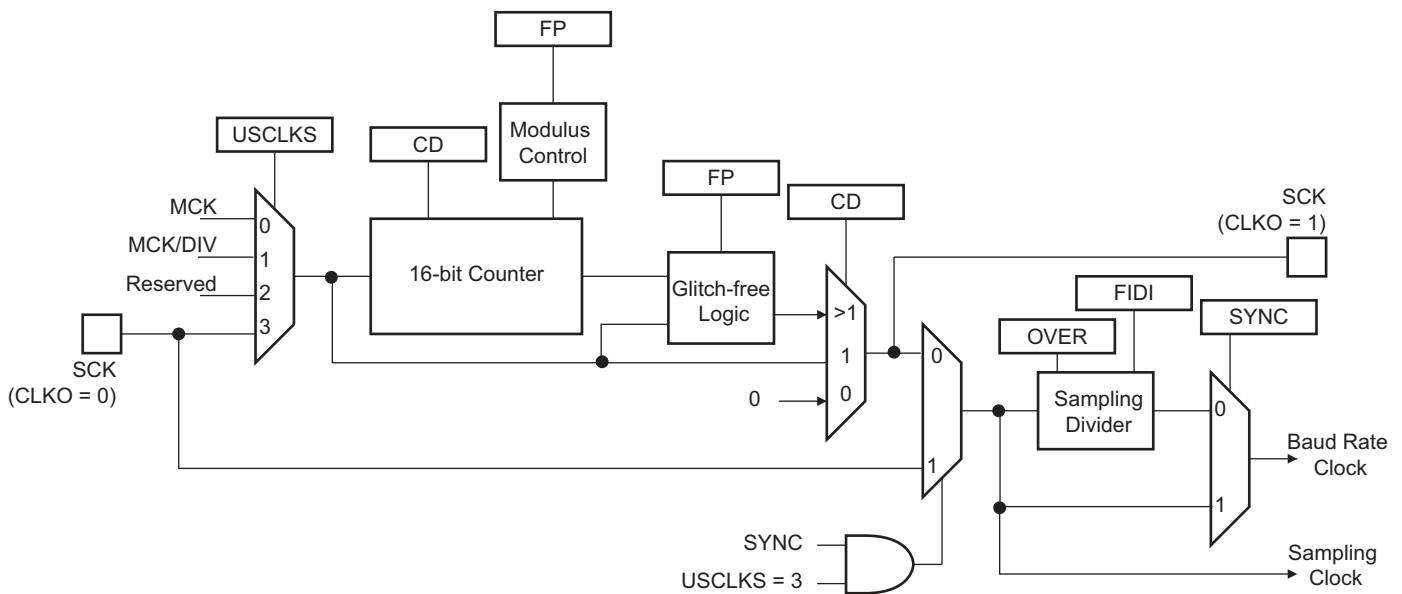 FP
USCLKS
CD
Modulus
Control
FP
CD
SCK
(CLKO = 1)
MCK
0
MCK/DIV
1
Reserved
2
3
16-bit Counter
Glitch-free
Logic
>1
1
0
0
FIDI
OVER
SYNC
SCK
(CLKO = 0)
0
1
Sampling
Divider
0
1
Baud Rate
Clock
SYNC
USCLKS = 3
Sampling
Clock